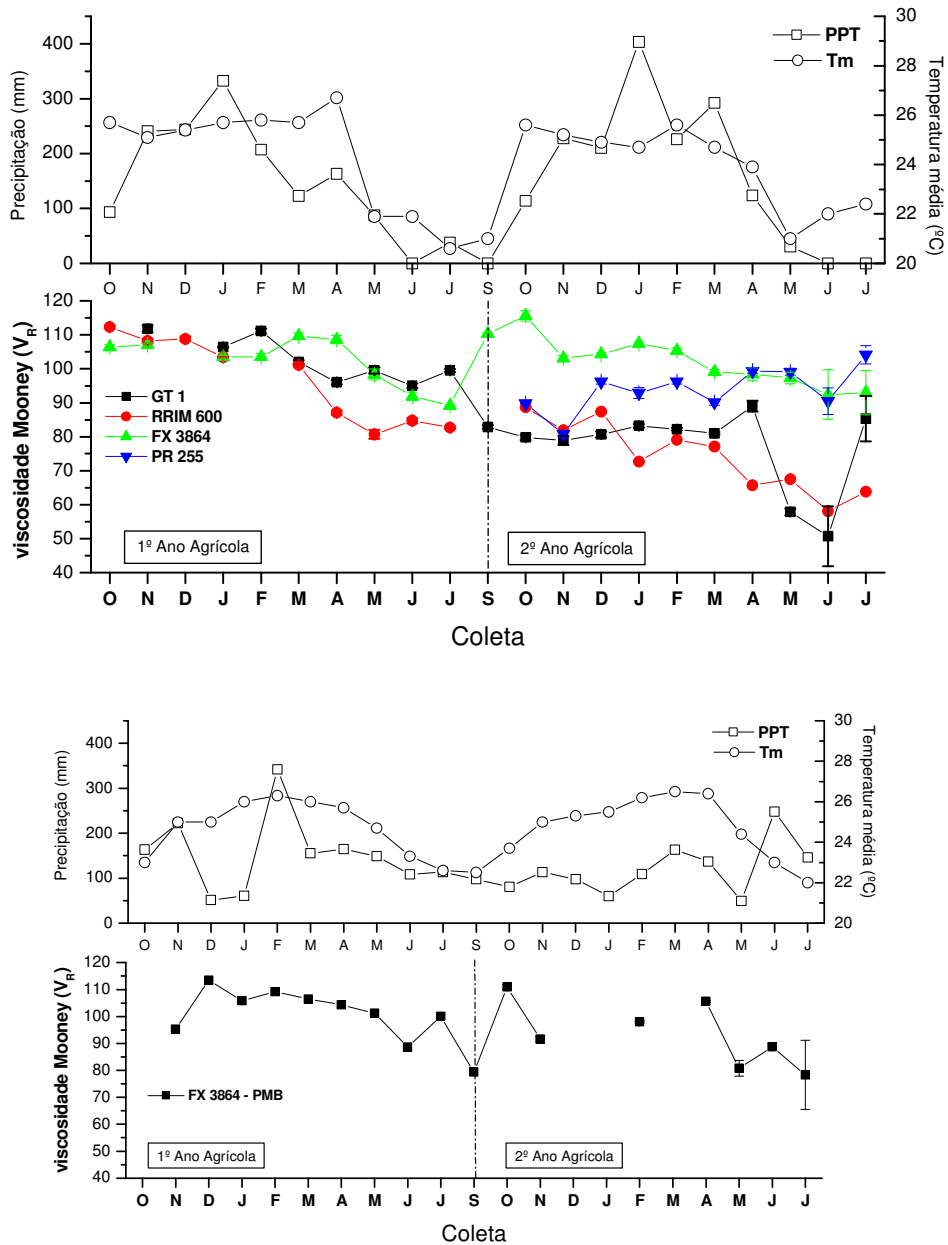 PPT
Tm
Precipitação (mm)
400
300
200
100
0
30
28
26
24
22
20
Temperatura média (ºC)
O N D J F M A M J J S O N D J F M A M J J
viscosidade Mooney (VR)
120
110
100
90
80
70
60
50
40
GT 1
RRIM 600
FX 3864
PR 255
1º Ano Agrícola
2º Ano Agrícola
O N D J F M A M J J S O N D J F M A M J J
Coleta
PPT
Tm
Precipitação (mm)
400
300
200
100
0
30
28
26
24
22
20
Temperatura média (ºC)
O N D J F M A M J J S O N D J F M A M J J
viscosidade Mooney (VR)
120
110
100
90
80
70
60
50
40
FX 3864 - PMB
1º Ano Agrícola
2º Ano Agrícola
O N D J F M A M J J S O N D J F M A M J J
Coleta